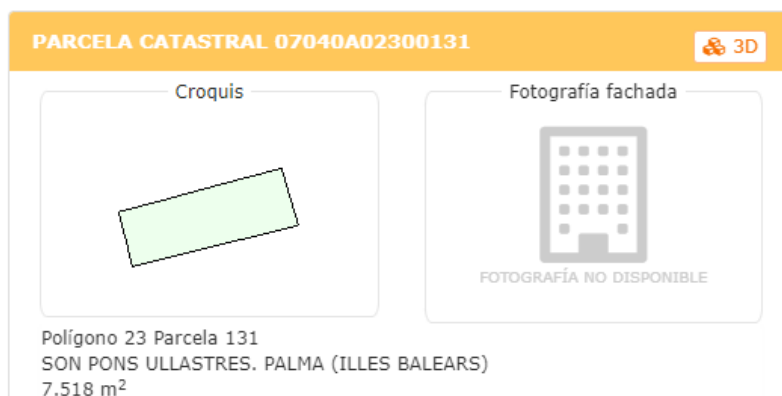 PARCELA CATASTRAL 07040A02300131
3D
Croquis
Fotografía fachada
FOTOGRAFÍA NO DISPONIBLE
Polígono 23 Parcela 131
SON PONS ULLASTRES. PALMA (ILLES BALEARS)
7.518 m²